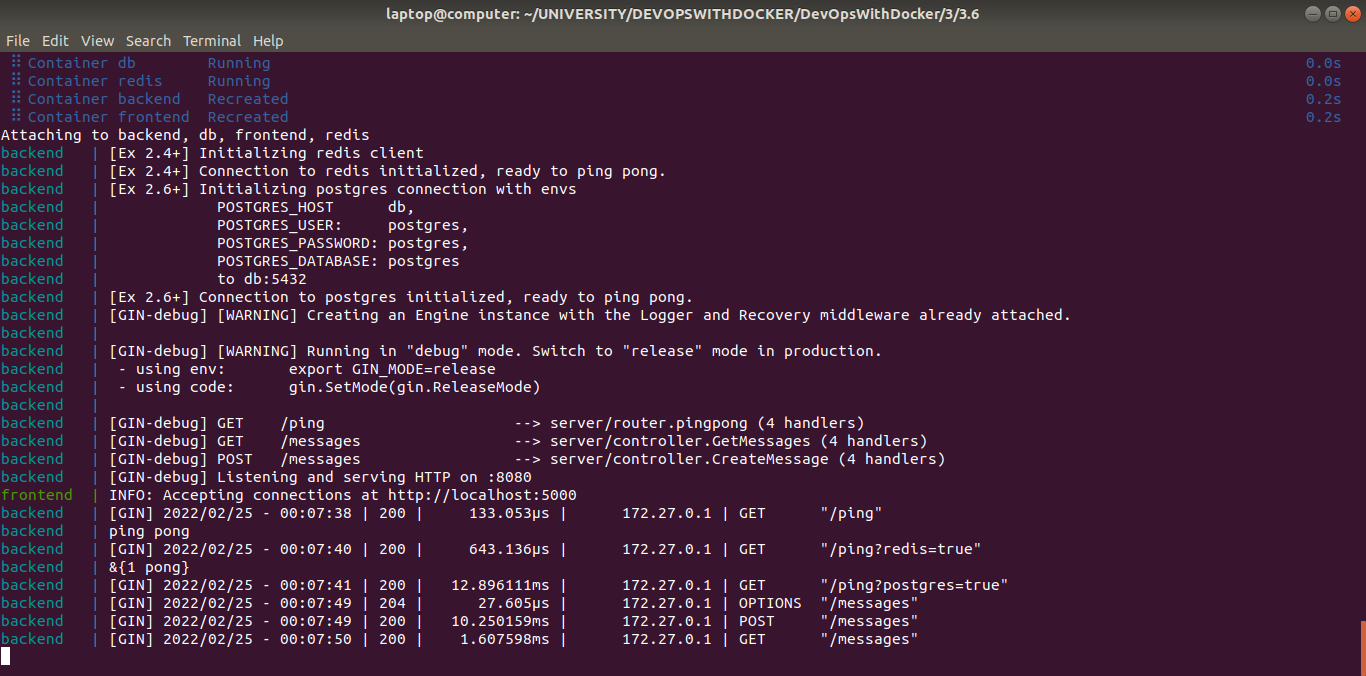 laptop@computer: ~/UNIVERSITY/DEVOPSWITHDOCKER/DevOpsWithDocker/3/3.6
File Edit View Search Terminal Help
⠿ Container db        Running        0.0s
⠿ Container redis     Running        0.0s
⠿ Container backend   Recreated      0.2s
⠿ Container frontend  Recreated      0.2s
Attaching to backend, db, frontend, redis
backend   | [Ex 2.4+] Initializing redis client
backend   | [Ex 2.4+] Connection to redis initialized, ready to ping pong.
backend   | [Ex 2.6+] Initializing postgres connection with envs
backend   |             POSTGRES_HOST      db,
backend   |             POSTGRES_USER:     postgres,
backend   |             POSTGRES_PASSWORD: postgres,
backend   |             POSTGRES_DATABASE: postgres
backend   |             to db:5432
backend   | [Ex 2.6+] Connection to postgres initialized, ready to ping pong.
backend   | [GIN-debug] [WARNING] Creating an Engine instance with the Logger and Recovery middleware already attached.
backend   |
backend   | [GIN-debug] [WARNING] Running in "debug" mode. Switch to "release" mode in production.
backend   |  - using env:       export GIN_MODE=release
backend   |  - using code:      gin.SetMode(gin.ReleaseMode)
backend   |
backend   | [GIN-debug] GET    /ping                     --> server/router.pingpong (4 handlers)
backend   | [GIN-debug] GET    /messages                 --> server/controller.GetMessages (4 handlers)
backend   | [GIN-debug] POST   /messages                 --> server/controller.CreateMessage (4 handlers)
backend   | [GIN-debug] Listening and serving HTTP on :8080
frontend  | INFO: Accepting connections at http://localhost:5000
backend   | [GIN] 2022/02/25 - 00:07:38 | 200 |     133.053µs |      172.27.0.1 | GET      "/ping"
backend   | ping pong
backend   | [GIN] 2022/02/25 - 00:07:40 | 200 |     643.136µs |      172.27.0.1 | GET      "/ping?redis=true"
backend   | &{1 pong}
backend   | [GIN] 2022/02/25 - 00:07:41 | 200 |   12.896111ms |      172.27.0.1 | GET      "/ping?postgres=true"
backend   | [GIN] 2022/02/25 - 00:07:49 | 204 |      27.605µs |      172.27.0.1 | OPTIONS  "/messages"
backend   | [GIN] 2022/02/25 - 00:07:49 | 200 |   10.250159ms |      172.27.0.1 | POST     "/messages"
backend   | [GIN] 2022/02/25 - 00:07:50 | 200 |    1.607598ms |      172.27.0.1 | GET      "/messages"